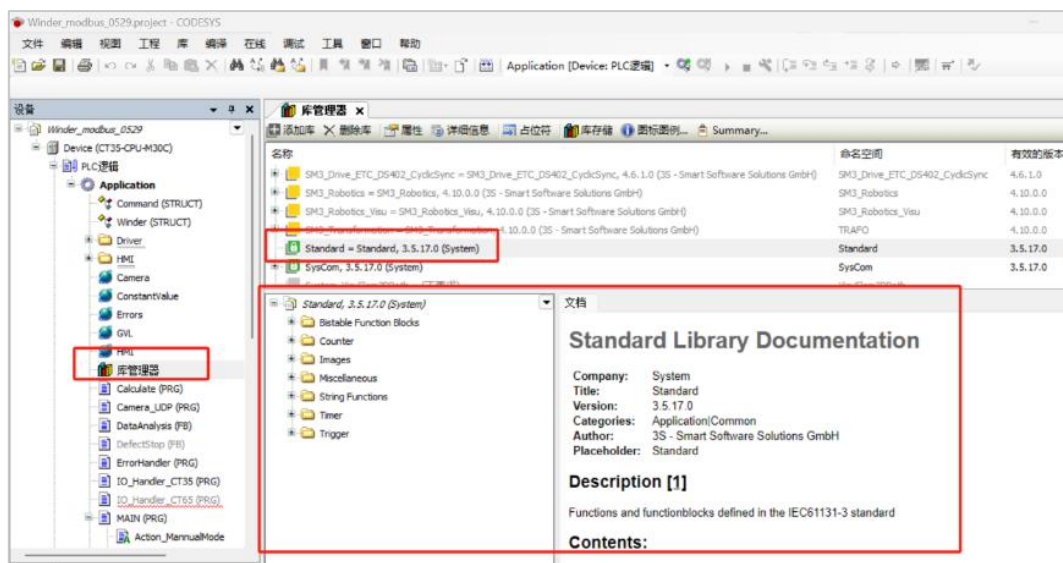 Winder_modbus_0529.project - CODESYS
文件 编辑 视图 工程 库 编译 在线 调试 工具 窗口 帮助
Application [Device: PLC逻辑]
设备
Winder_modbus_0529
Device (CT35-CPU-M30C)
PLC逻辑
Application
Command (STRUCT)
Winder (STRUCT)
Driver
HMI
Camera
ConstantValue
Errors
GVL
HMI
库管理器
Calculate (PRG)
Camera_UDP (PRG)
DataAnalysis (FB)
DefectStop (FB)
ErrorHandler (PRG)
IO_Handler_CT35 (PRG)
IO_Handler_CT65 (PRG)
MAIN (PRG)
Action_MannualMode
库管理器
添加库 删除库 属性 详细信息 占位符 库存储 图标图例... Summary...
名称 命名空间 有效的版本
SM3_Drive_ETC_DS402_CyclicSync = SM3_Drive_ETC_DS402_CyclicSync, 4.6.1.0 (3S - Smart Software Solutions GmbH) SM3_Drive_ETC_DS402_CyclicSync 4.6.1.0
SM3_Robotics = SM3_Robotics, 4.10.0.0 (3S - Smart Software Solutions GmbH) SM3_Robotics 4.10.0.0
SM3_Robotics_Visu = SM3_Robotics_Visu, 4.10.0.0 (3S - Smart Software Solutions GmbH) SM3_Robotics_Visu 4.10.0.0
SM3_Transformation = SM3_Transformation, 4.10.0.0 (3S - Smart Software Solutions GmbH) TRAFO 4.10.0.0
Standard = Standard, 3.5.17.0 (System) Standard 3.5.17.0
SysCom, 3.5.17.0 (System) SysCom 3.5.17.0
Standard, 3.5.17.0 (System)
Bistable Function Blocks
Counter
Images
Miscellaneous
String Functions
Timer
Trigger
文档
Standard Library Documentation
Company: System
Title: Standard
Version: 3.5.17.0
Categories: Application|Common
Author: 3S - Smart Software Solutions GmbH
Placeholder: Standard
Description [1]
Functions and functionblocks defined in the IEC61131-3 standard
Contents: